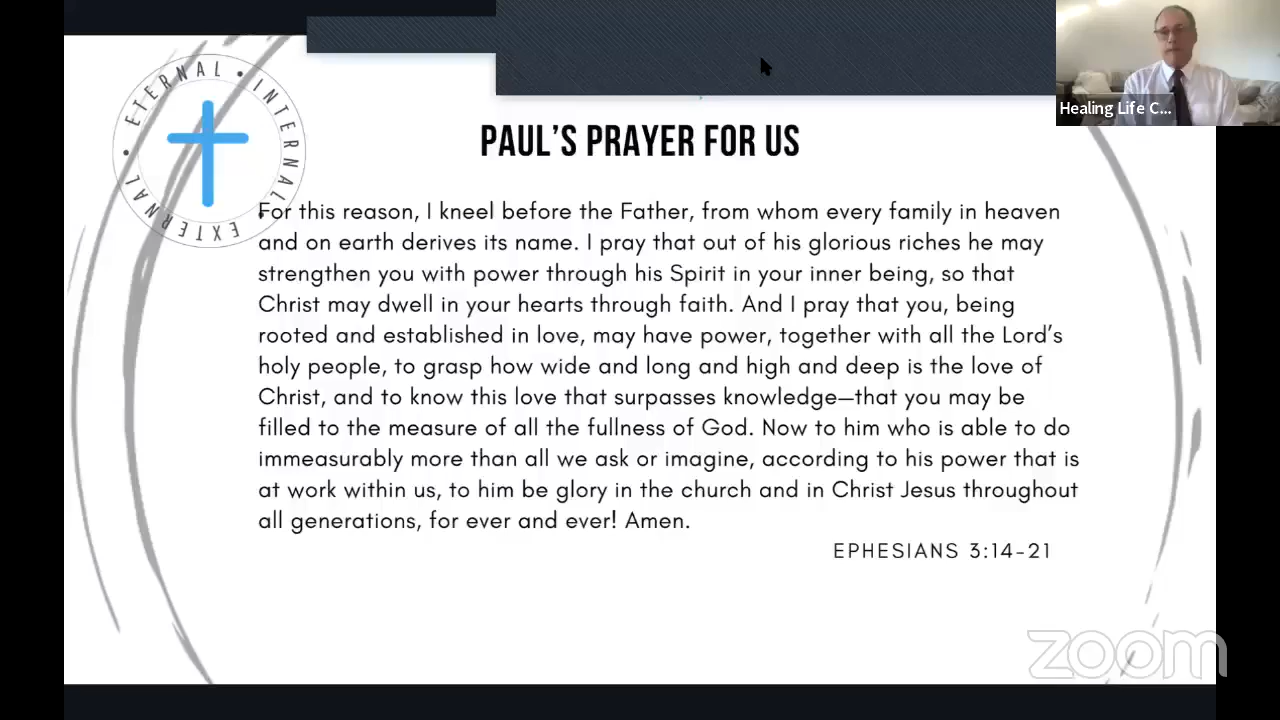 ETERNAL • INTERNAL • EXTERNAL •
Healing Life C...
PAUL'S PRAYER FOR US
For this reason, I kneel before the Father, from whom every family in heaven
and on earth derives its name. I pray that out of his glorious riches he may
strengthen you with power through his Spirit in your inner being, so that
Christ may dwell in your hearts through faith. And I pray that you, being
rooted and established in love, may have power, together with all the Lord's
holy people, to grasp how wide and long and high and deep is the love of
Christ, and to know this love that surpasses knowledge—that you may be
filled to the measure of all the fullness of God. Now to him who is able to do
immeasurably more than all we ask or imagine, according to his power that is
at work within us, to him be glory in the church and in Christ Jesus throughout
all generations, for ever and ever! Amen.
EPHESIANS 3:14-21
zoom